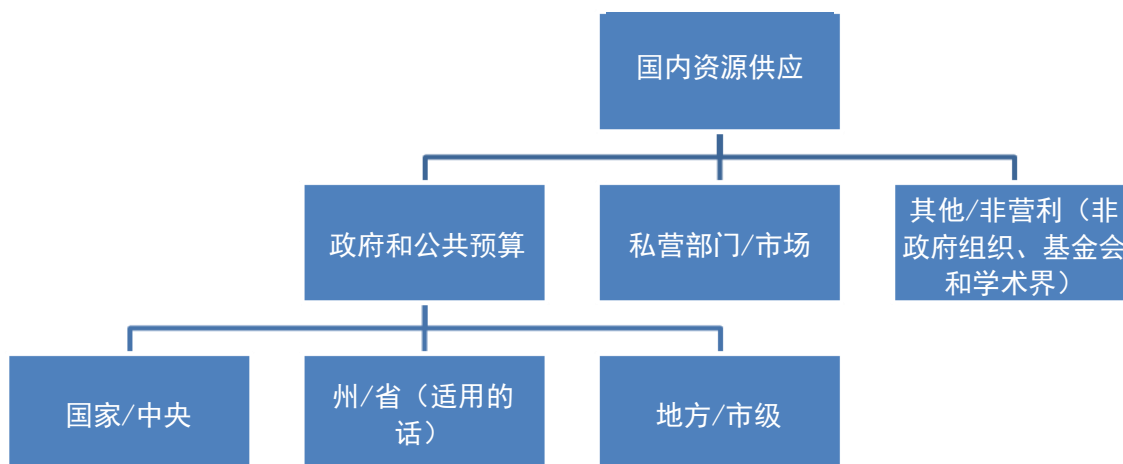 国内资源供应
政府和公共预算
私营部门/市场
其他/非营利（非
政府组织、基金会
和学术界）
国家/中央
州/省（适用的
话）
地方/市级